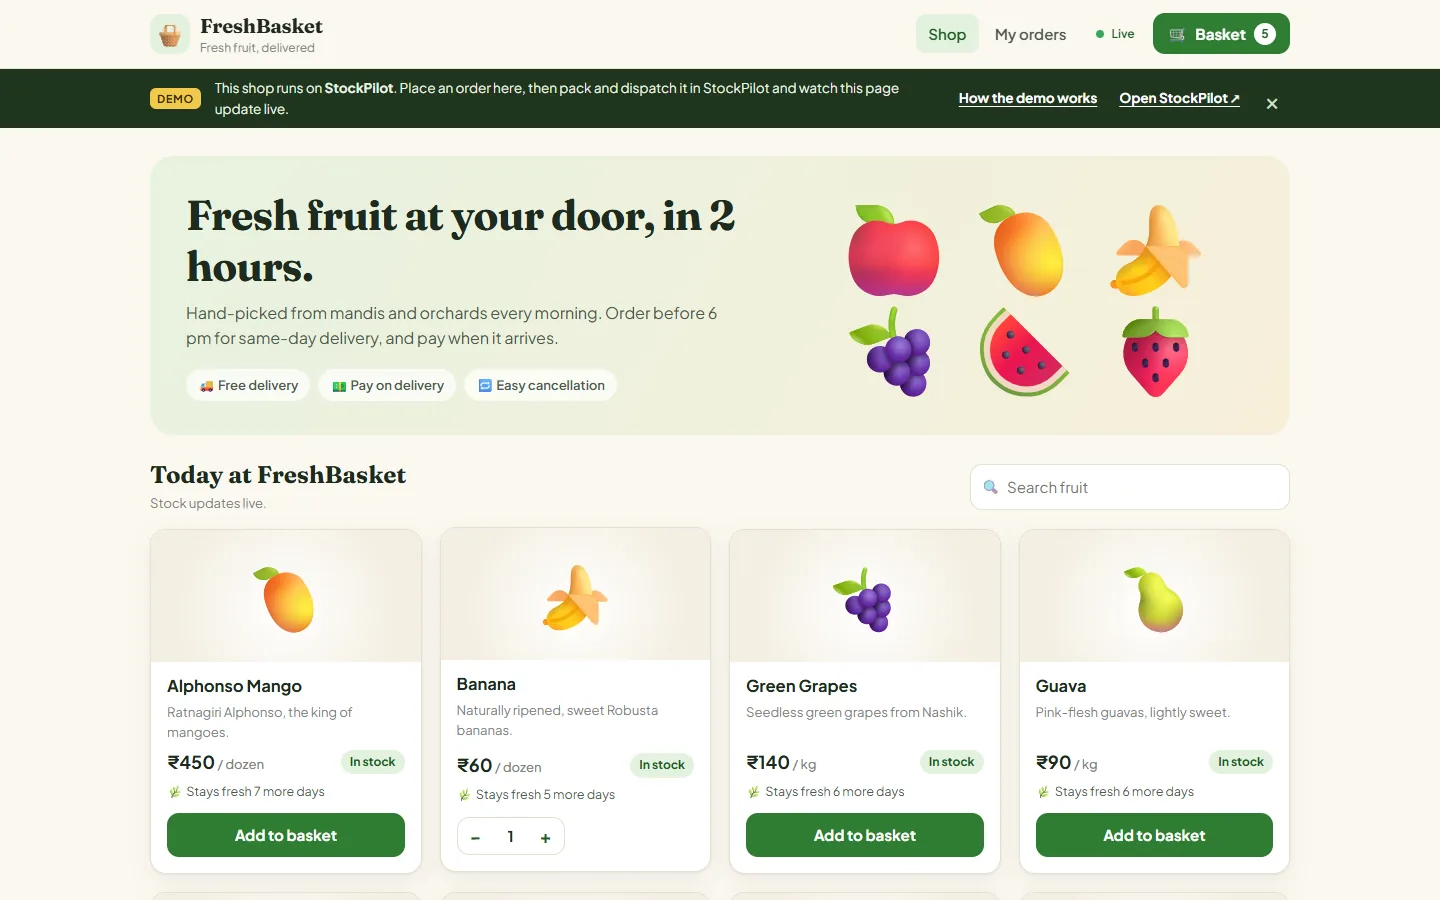 FreshBasket
Fresh fruit, delivered
Shop
My orders
Live
Basket
5
DEMO
This shop runs on StockPilot. Place an order here, then pack and dispatch it in StockPilot and watch this page
update live.
How the demo works
Open StockPilot ↗
✕
Fresh fruit at your door, in 2
hours.
Hand-picked from mandis and orchards every morning. Order before 6
pm for same-day delivery, and pay when it arrives.
Free delivery
Pay on delivery
Easy cancellation
Today at FreshBasket
Stock updates live.
Search fruit
Alphonso Mango
Ratnagiri Alphonso, the king of
mangoes.
₹450 / dozen
In stock
Stays fresh 7 more days
Add to basket
Banana
Naturally ripened, sweet Robusta
bananas.
₹60 / dozen
In stock
Stays fresh 5 more days
− 1 +
Green Grapes
Seedless green grapes from Nashik.
₹140 / kg
In stock
Stays fresh 6 more days
Add to basket
Guava
Pink-flesh guavas, lightly sweet.
₹90 / kg
In stock
Stays fresh 6 more days
Add to basket